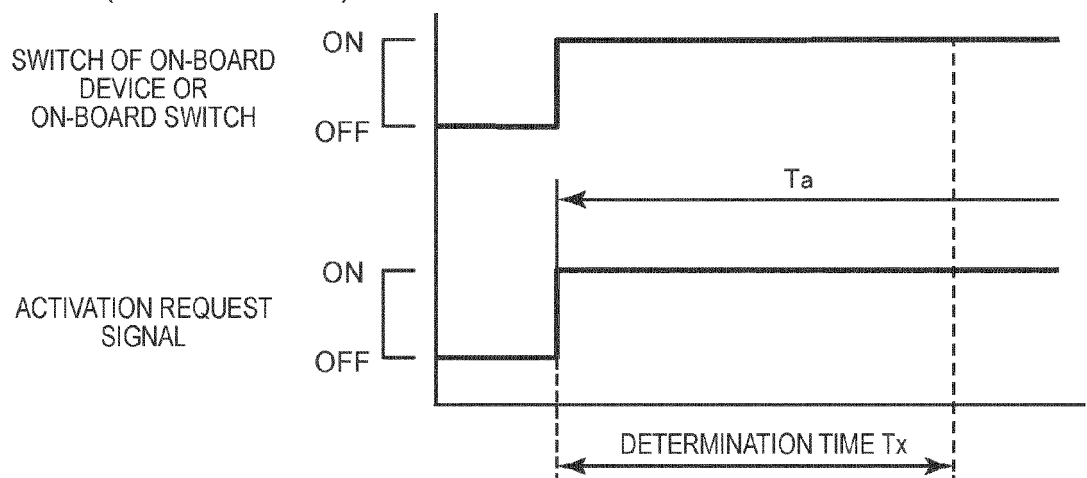 SWITCH OF ON-BOARD
DEVICE OR
ON-BOARD SWITCH
ON
OFF
Ta
ACTIVATION REQUEST
SIGNAL
ON
OFF
DETERMINATION TIME Tx